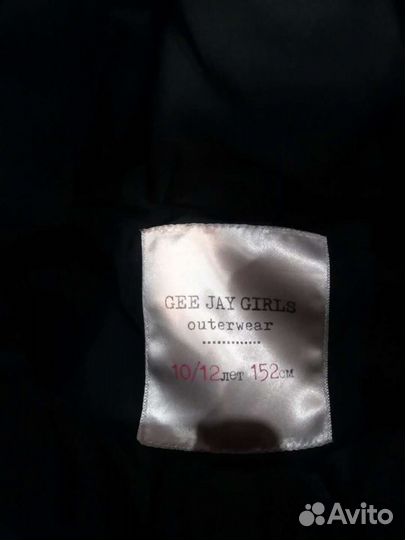 GEE JAY GIRLS
outerwear
10/12лет 152см
Avito